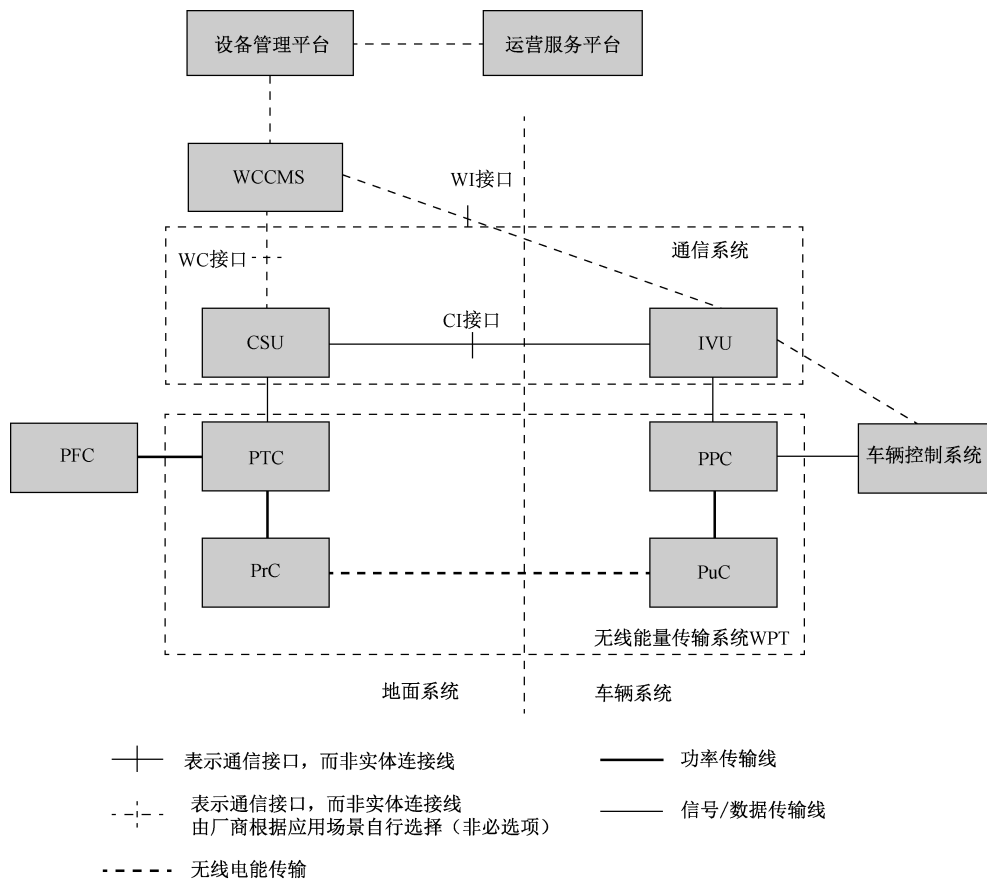 设备管理平台
运营服务平台
WCCMS
WI接口
通信系统
WC接口
CSU
CI接口
IVU
PFC
PTC
PPC
车辆控制系统
PrC
PuC
无线能量传输系统WPT
地面系统
车辆系统
表示通信接口，而非实体连接线
功率传输线
表示通信接口，而非实体连接线
由厂商根据应用场景自行选择（非必选项）
信号/数据传输线
无线电能传输